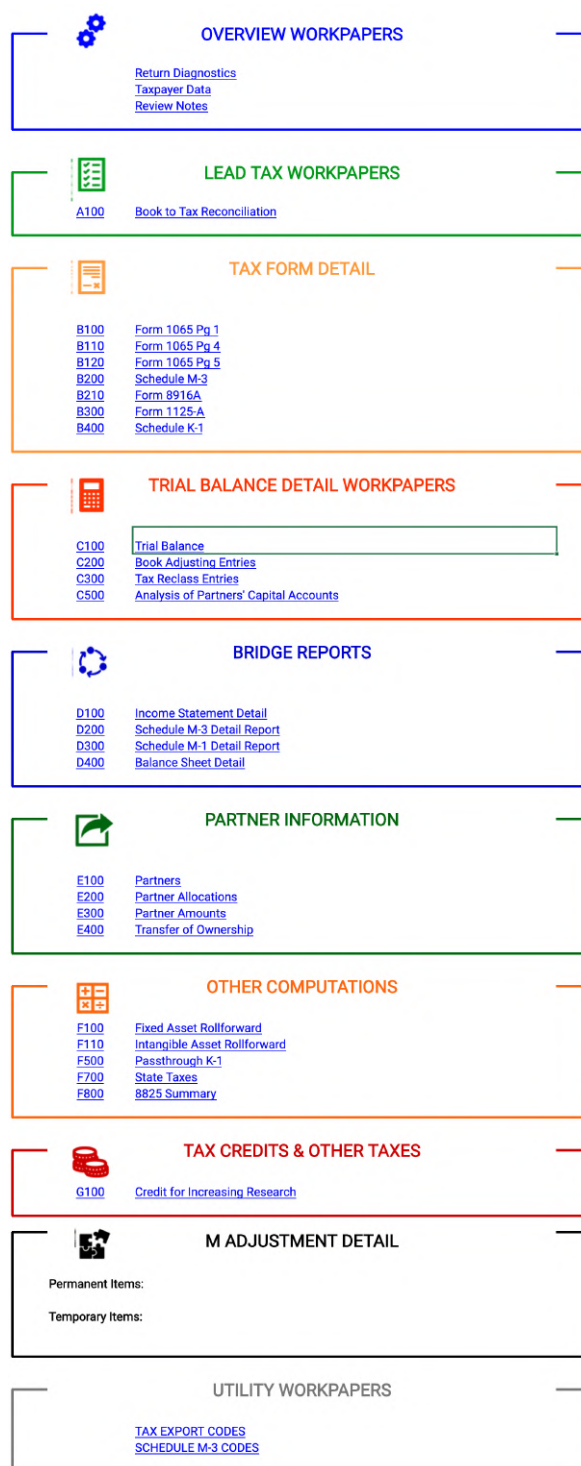 OVERVIEW WORKPAPERS
Return Diagnostics
Taxpayer Data
Review Notes
LEAD TAX WORKPAPERS
A100 Book to Tax Reconciliation
TAX FORM DETAIL
B100 Form 1065 Pg 1
B110 Form 1065 Pg 4
B120 Form 1065 Pg 5
B200 Schedule M-3
B210 Form 8916A
B300 Form 1125-A
B400 Schedule K-1
TRIAL BALANCE DETAIL WORKPAPERS
C100 Trial Balance
C200 Book Adjusting Entries
C300 Tax Reclass Entries
C500 Analysis of Partners' Capital Accounts
BRIDGE REPORTS
D100 Income Statement Detail
D200 Schedule M-3 Detail Report
D300 Schedule M-1 Detail Report
D400 Balance Sheet Detail
PARTNER INFORMATION
E100 Partners
E200 Partner Allocations
E300 Partner Amounts
E400 Transfer of Ownership
OTHER COMPUTATIONS
F100 Fixed Asset Rollforward
F110 Intangible Asset Rollforward
F500 Passthrough K-1
F700 State Taxes
F800 8825 Summary
TAX CREDITS & OTHER TAXES
G100 Credit for Increasing Research
M ADJUSTMENT DETAIL
Permanent Items:
Temporary Items:
UTILITY WORKPAPERS
TAX EXPORT CODES
SCHEDULE M-3 CODES